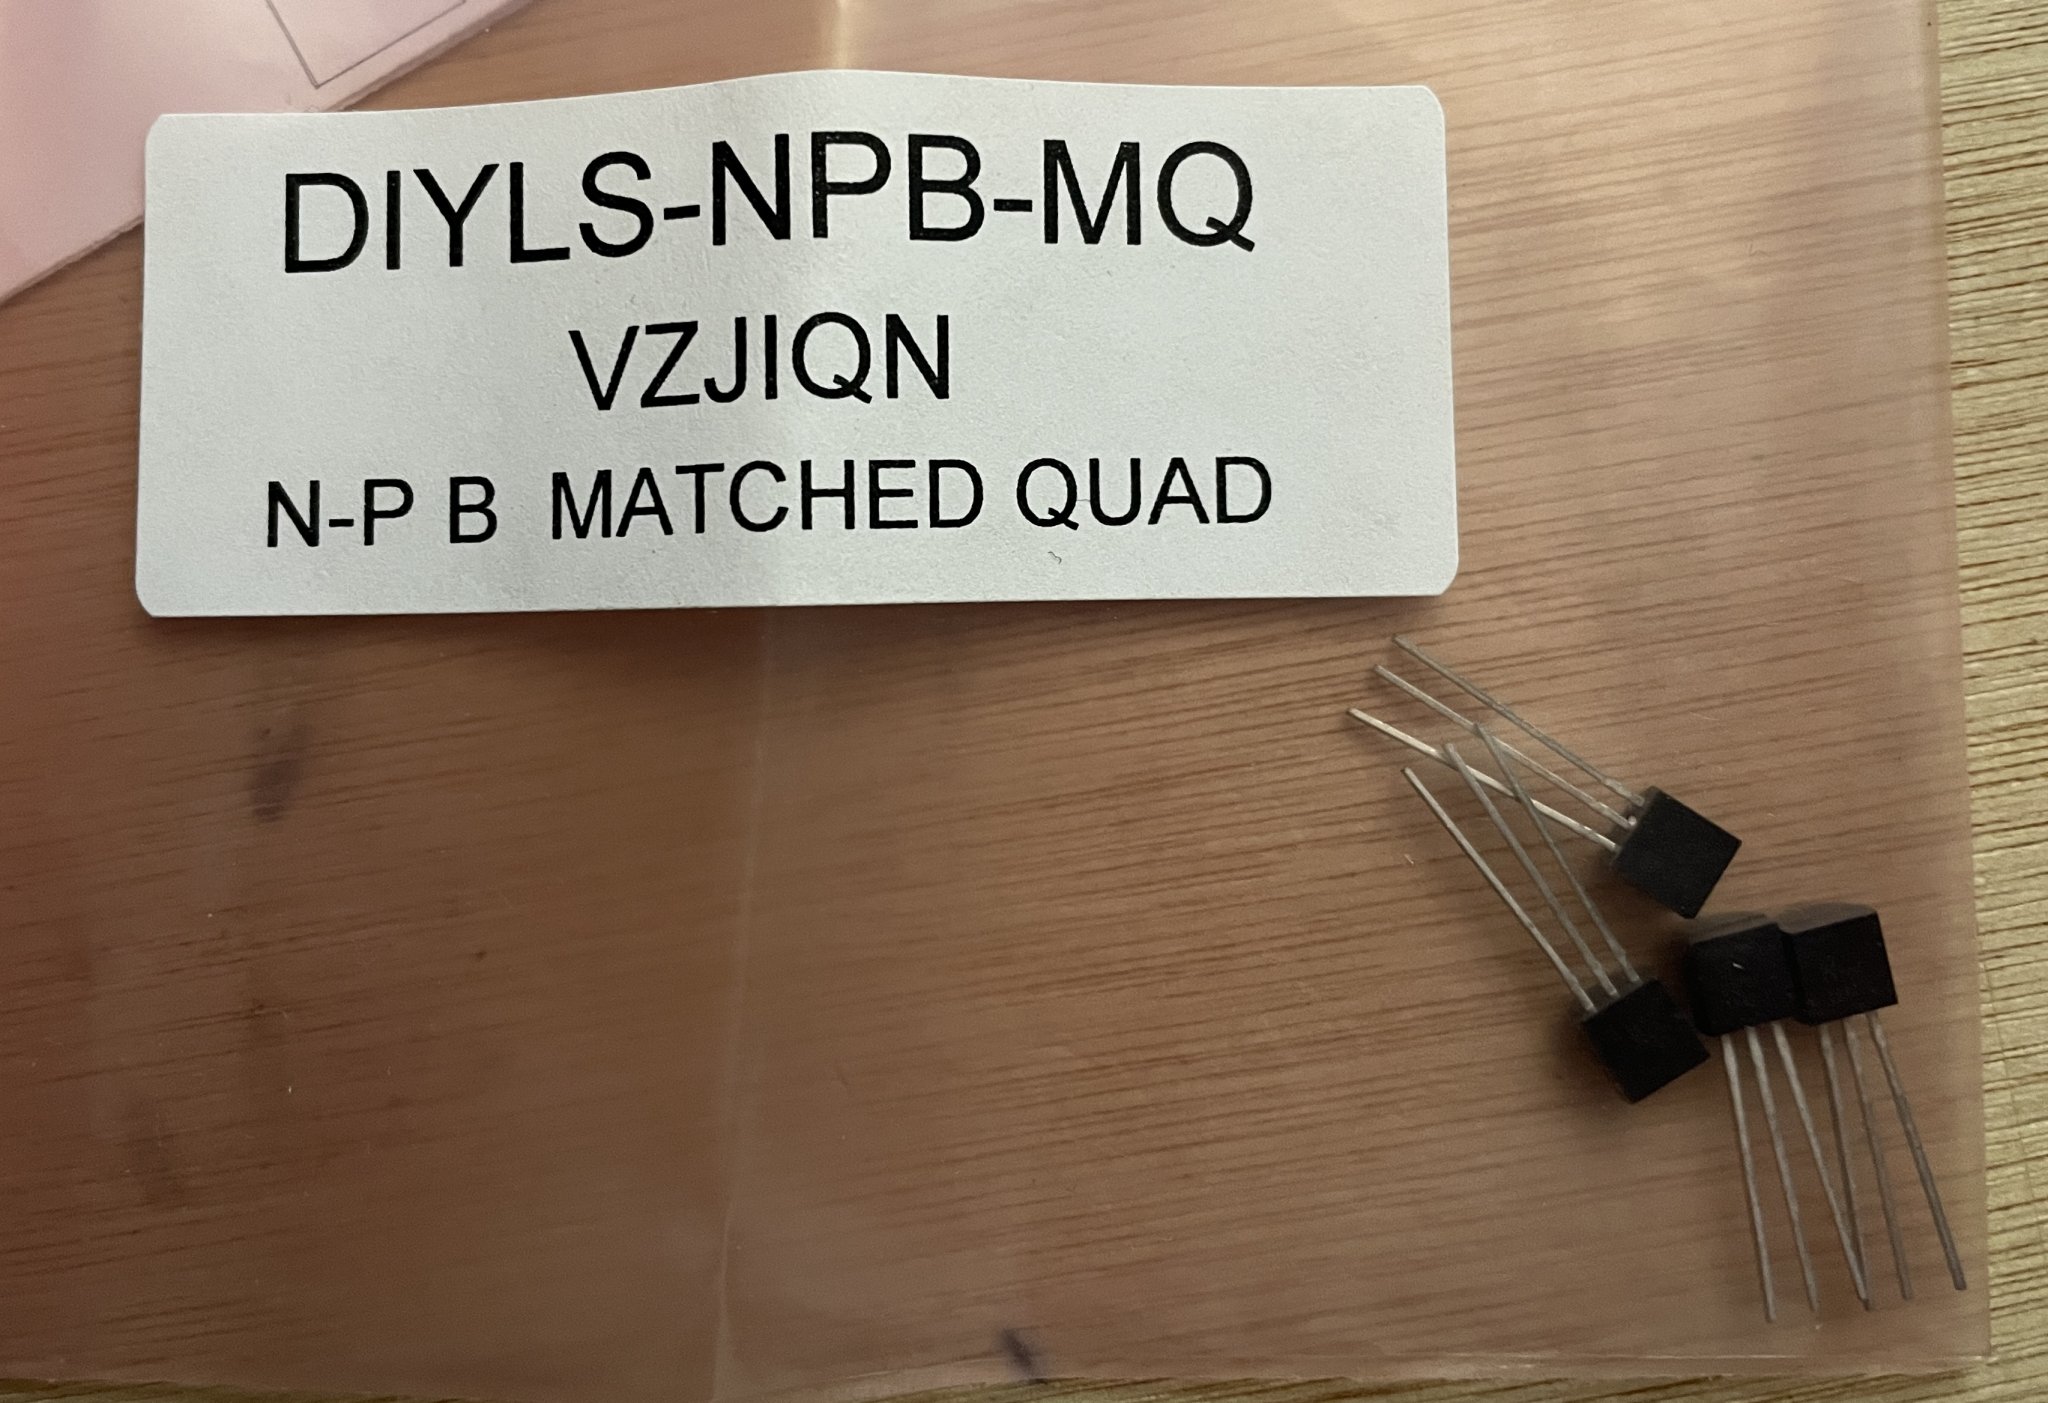 DIYLS-NPB-MQ
VZJIQN
N-P B MATCHED QUAD